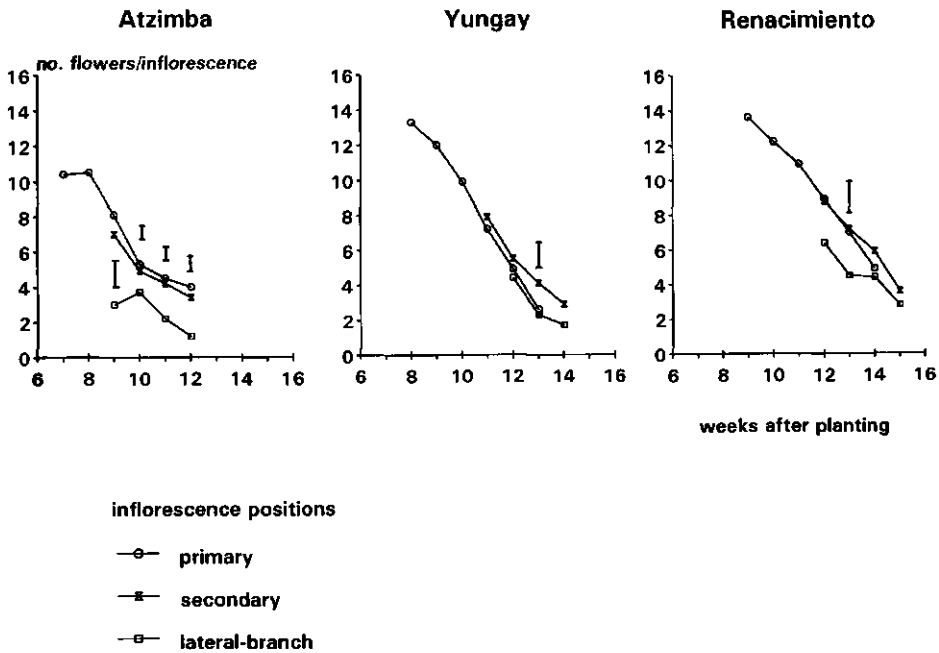 Atzimba Yungay Renacimiento
no. flowers/inflorescence
16 16 16
14 14 14
12 12 12
10 10 10
8 8 8
6 6 6
4 4 4
2 2 2
0 0 0
6 8 10 12 14 16 6 8 10 12 14 16 6 8 10 12 14 16
weeks after planting
inflorescence positions
primary
secondary
lateral-branch